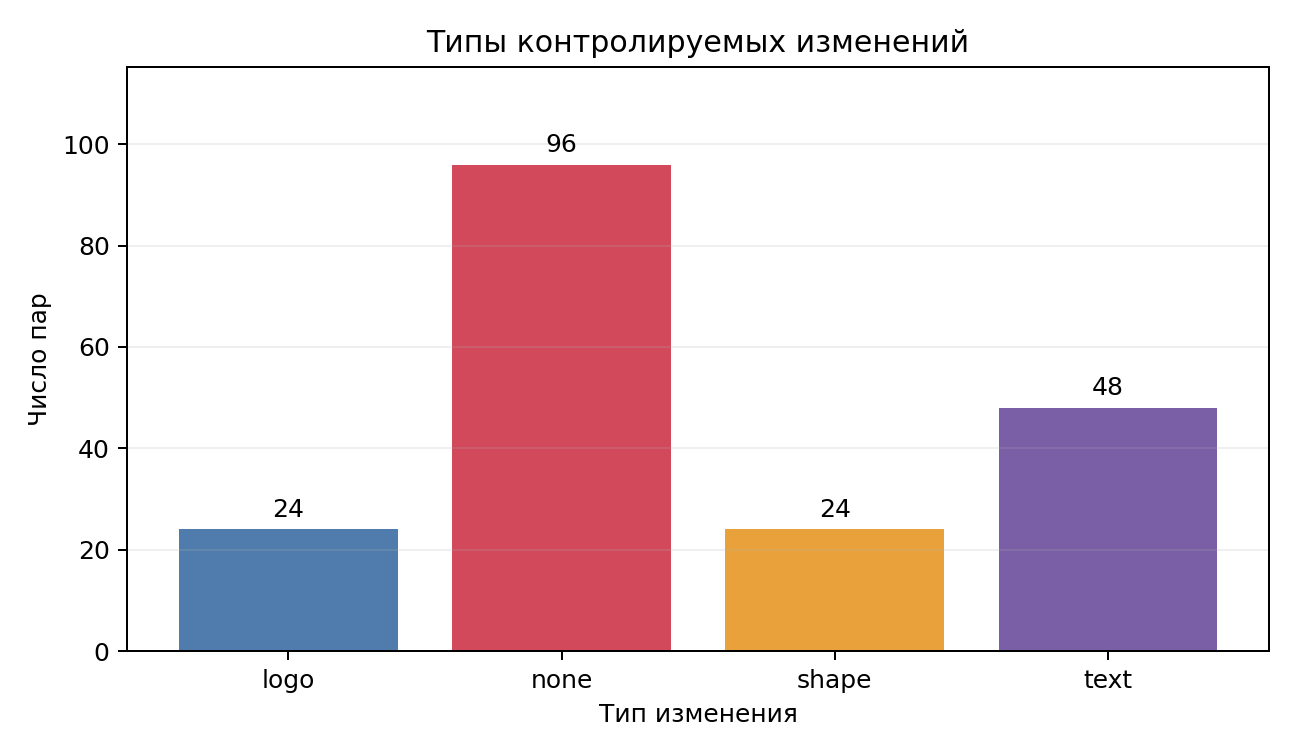 Типы контролируемых изменений
Число пар
100
80
60
40
20
0
24
96
24
48
logo
none
shape
text
Тип изменения